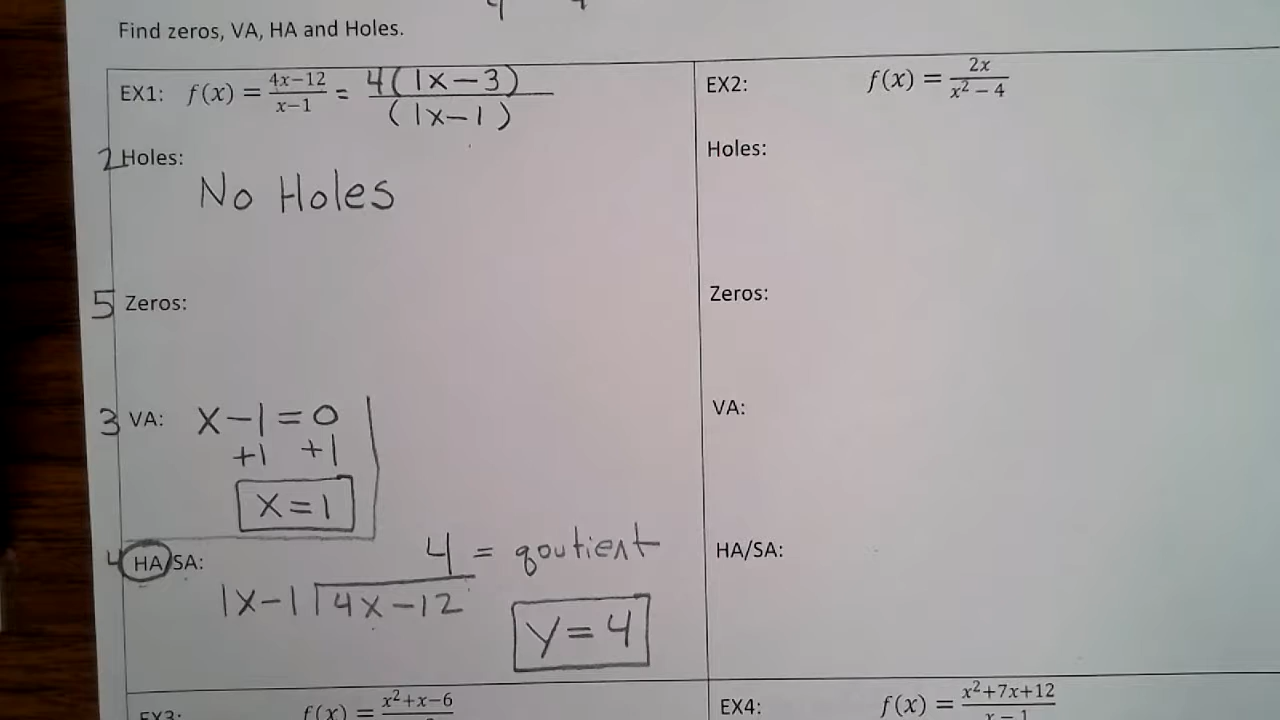 Find zeros, VA, HA and Holes.
EX1: f(x) = 4x−12/x−1 = 4(1x−3)/(1x−1)
2 Holes:
No Holes
5 Zeros:
3 VA: x−1=0
+1 +1
x=1
4 HA/SA: 4 = qoutient
1x−1 4x−12
y=4
EX2: f(x) = 2x/x² − 4
Holes:
Zeros:
VA:
HA/SA:
EX3: f(x) = x²+x−6
EX4: f(x) = x²+7x+12/x−1